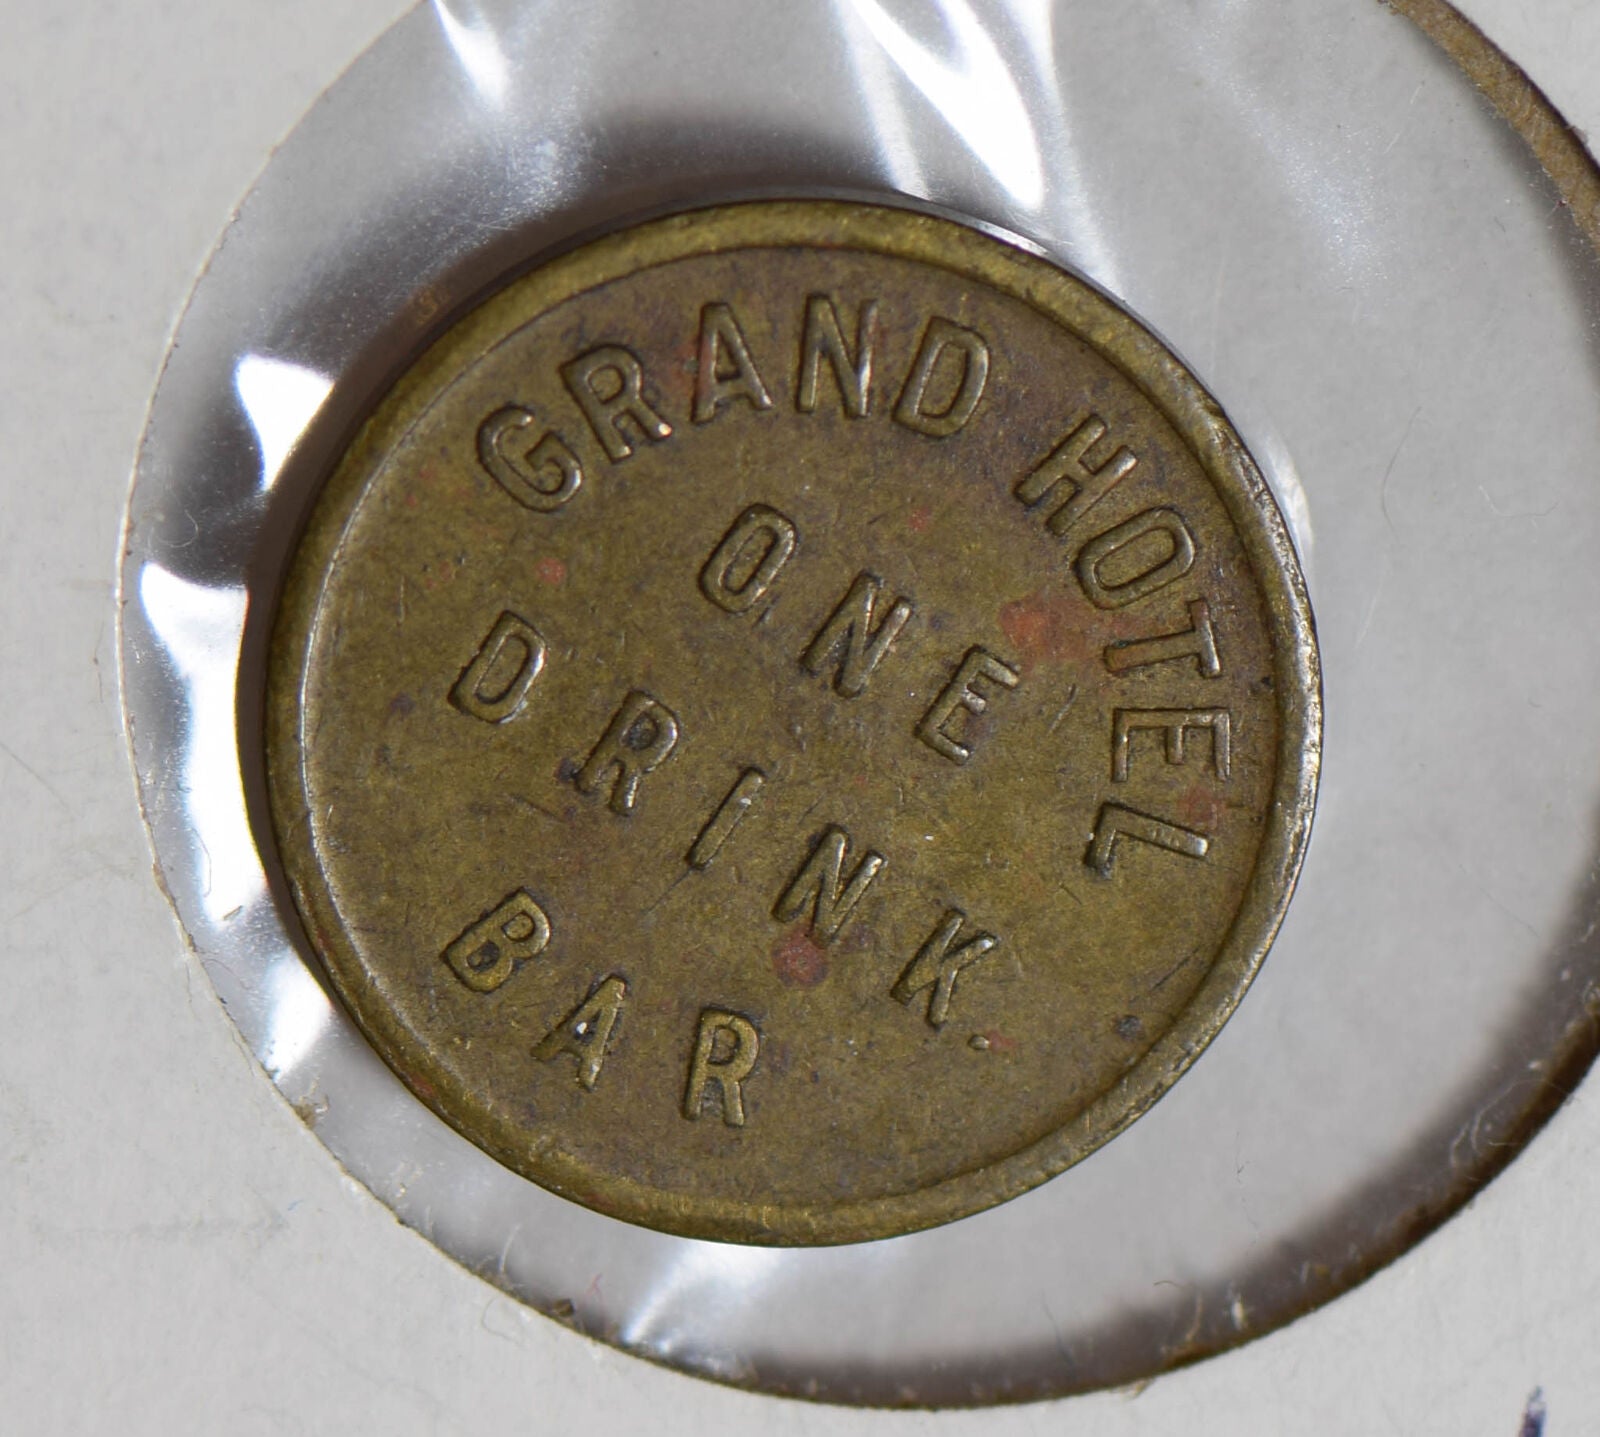 GRAND HOTEL
ONE
DRINK.
BAR